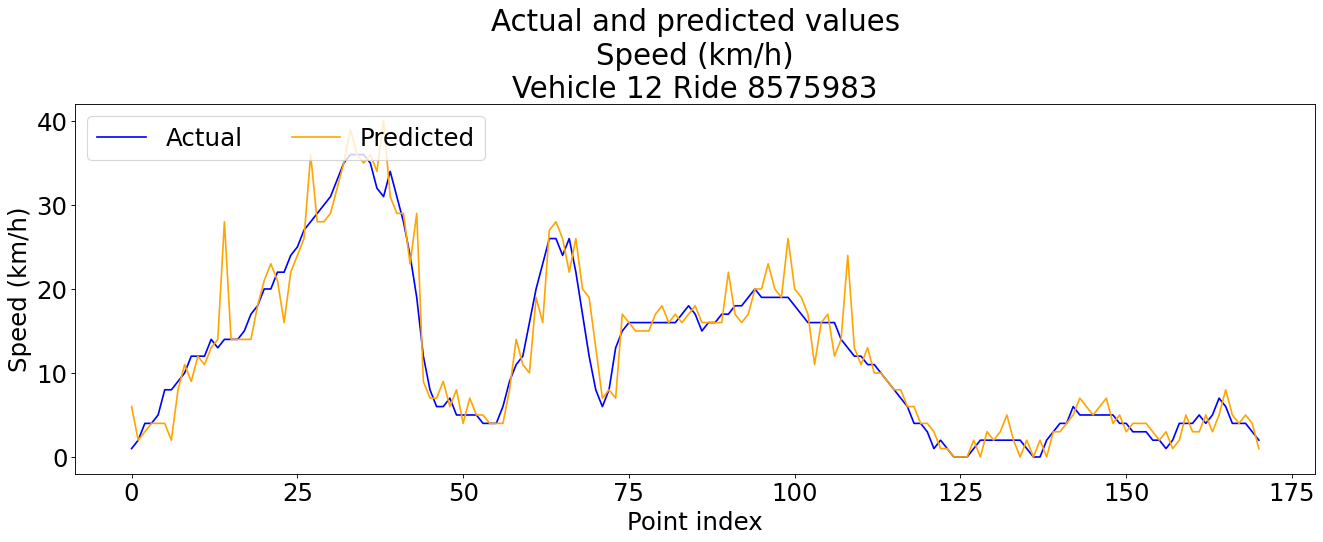 Actual and predicted values
Speed (km/h)
Vehicle 12 Ride 8575983
Actual Predicted
40
30
20
10
0
Speed (km/h)
0 25 50 75 100 125 150 175
Point index